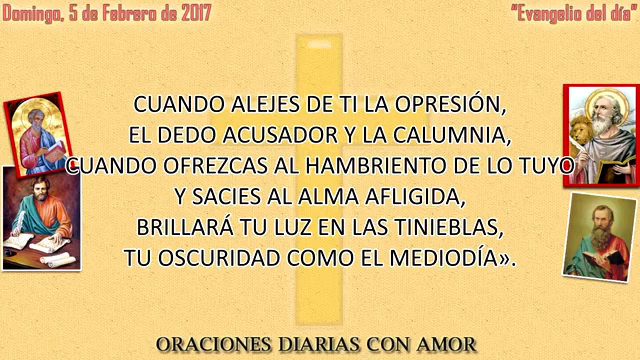 Domingo, 5 de Febrero de 2017
“Evangelio del día”
CUANDO ALEJES DE TI LA OPRESIÓN,
EL DEDO ACUSADOR Y LA CALUMNIA,
CUANDO OFREZCAS AL HAMBRIENTO DE LO TUYO
Y SACIES AL ALMA AFLIGIDA,
BRILLARÁ TU LUZ EN LAS TINIEBLAS,
TU OSCURIDAD COMO EL MEDIODÍA».
ORACIONES DIARIAS CON AMOR